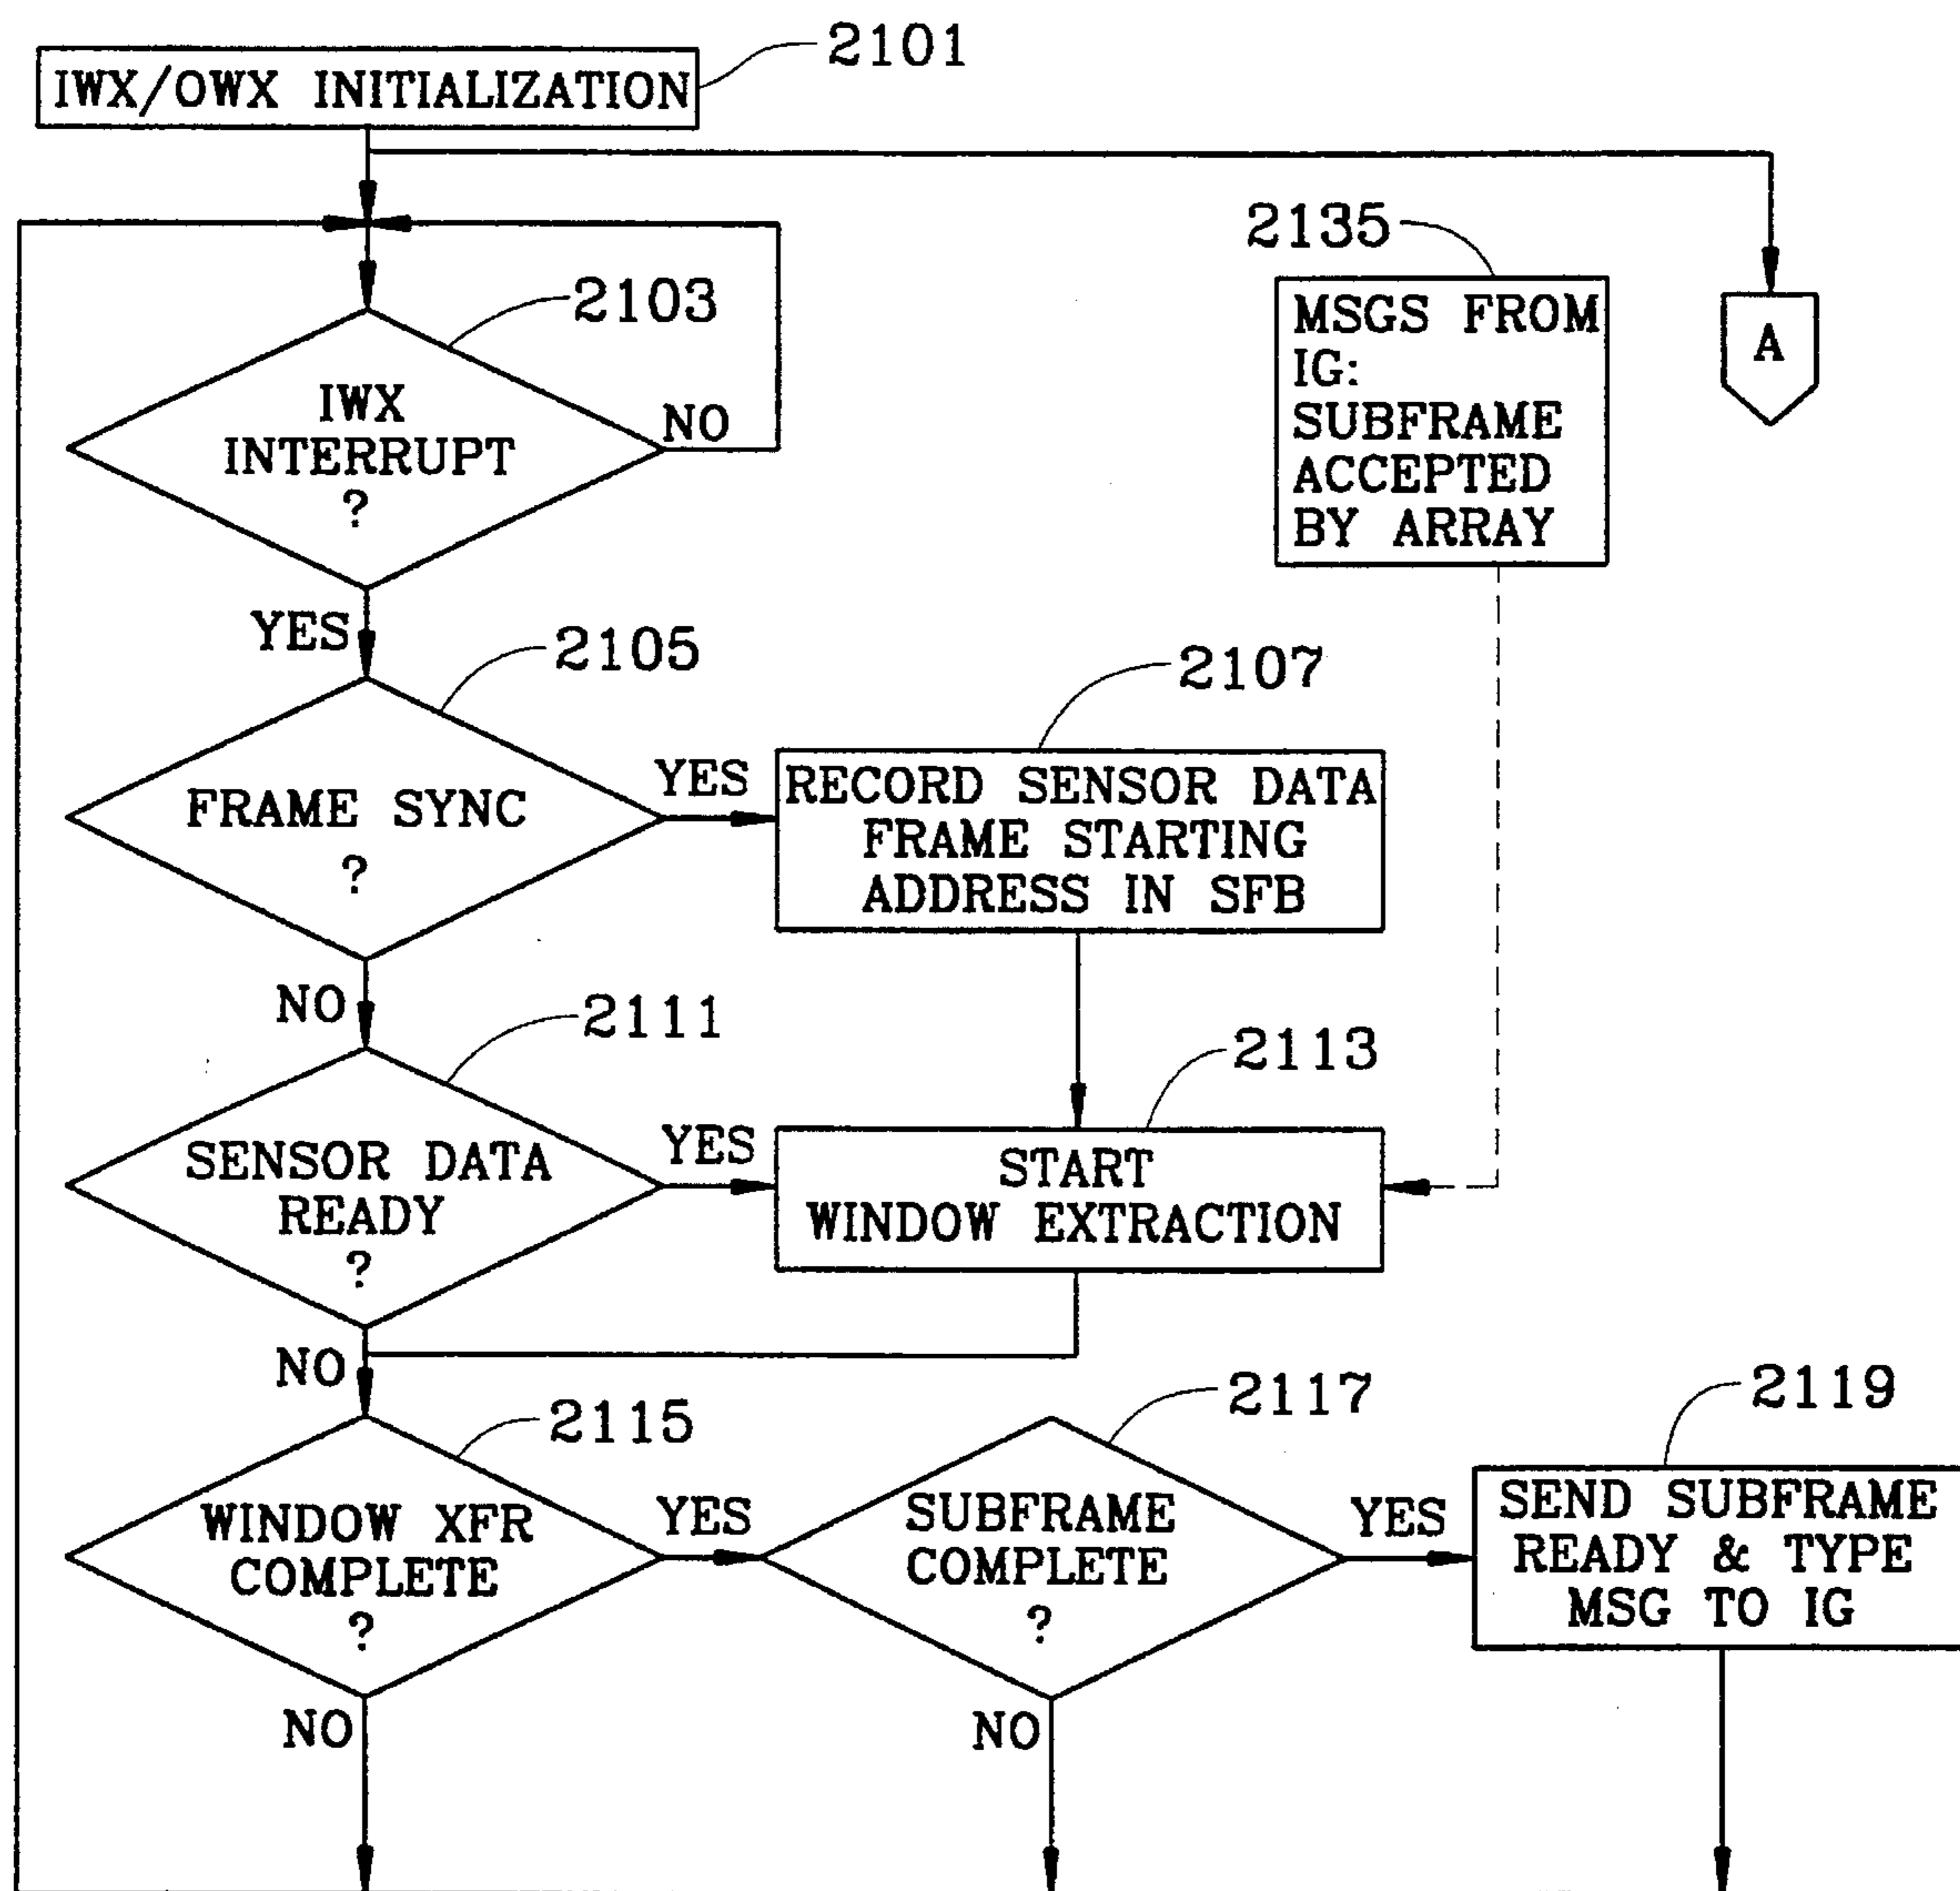 2101
IWX/OWX INITIALIZATION
2135
MSGS FROM
IG:
SUBFRAME
ACCEPTED
BY ARRAY
A
2103
IWX
INTERRUPT
?
NO
YES
2105
2107
FRAME SYNC
?
YES
RECORD SENSOR DATA
FRAME STARTING
ADDRESS IN SFB
NO
2111
2113
SENSOR DATA
READY
?
YES
START
WINDOW EXTRACTION
NO
2115
2117
2119
WINDOW XFR
COMPLETE
?
YES
SUBFRAME
COMPLETE
?
YES
SEND SUBFRAME
READY & TYPE
MSG TO IG
NO
NO